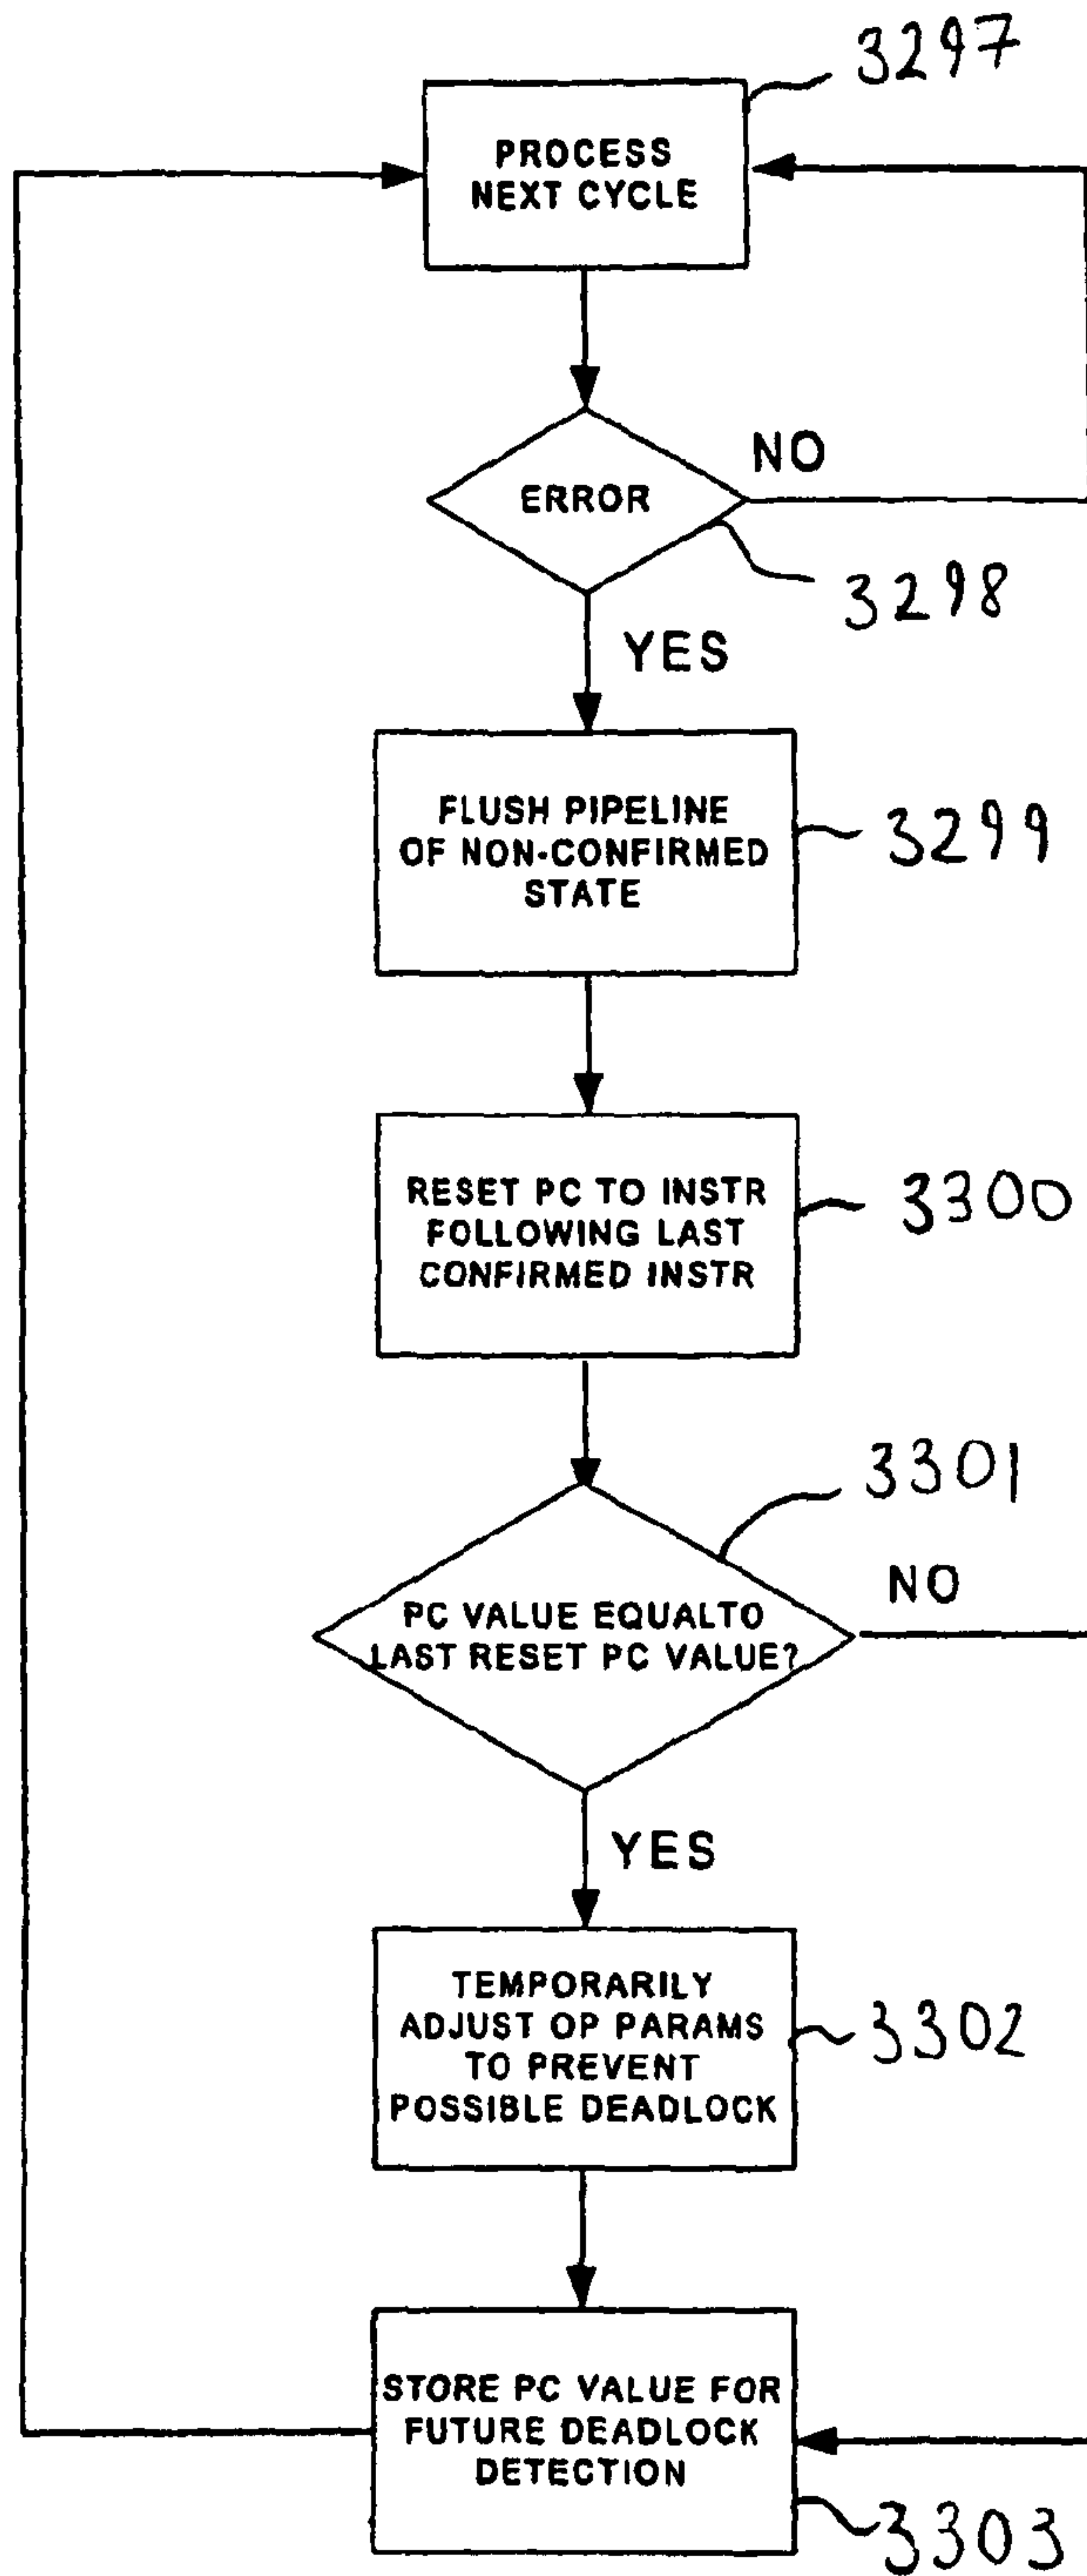 3297
PROCESS
NEXT CYCLE
ERROR
NO
3298
YES
FLUSH PIPELINE
OF NON-CONFIRMED
STATE
3299
RESET PC TO INSTR
FOLLOWING LAST
CONFIRMED INSTR
3300
3301
PC VALUE EQUALTO
LAST RESET PC VALUE?
NO
YES
TEMPORARILY
ADJUST OP PARAMS
TO PREVENT
POSSIBLE DEADLOCK
3302
STORE PC VALUE FOR
FUTURE DEADLOCK
DETECTION
3303